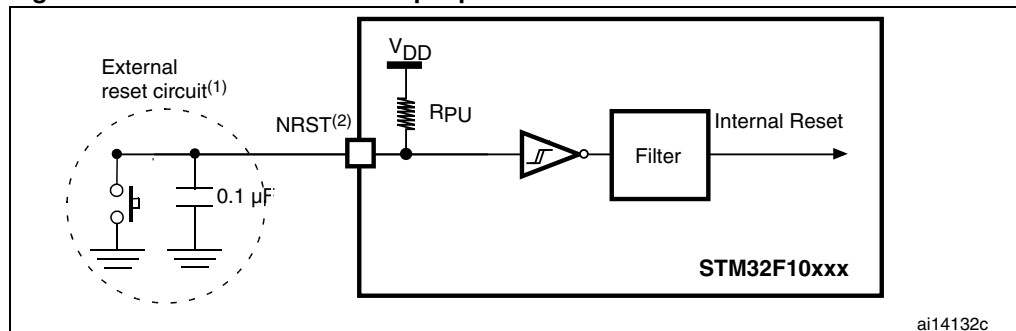 VDD
External
reset circuit(1)
RPU
NRST(2)
Internal Reset
Filter
0.1 µF
STM32F10xxx
ai14132c